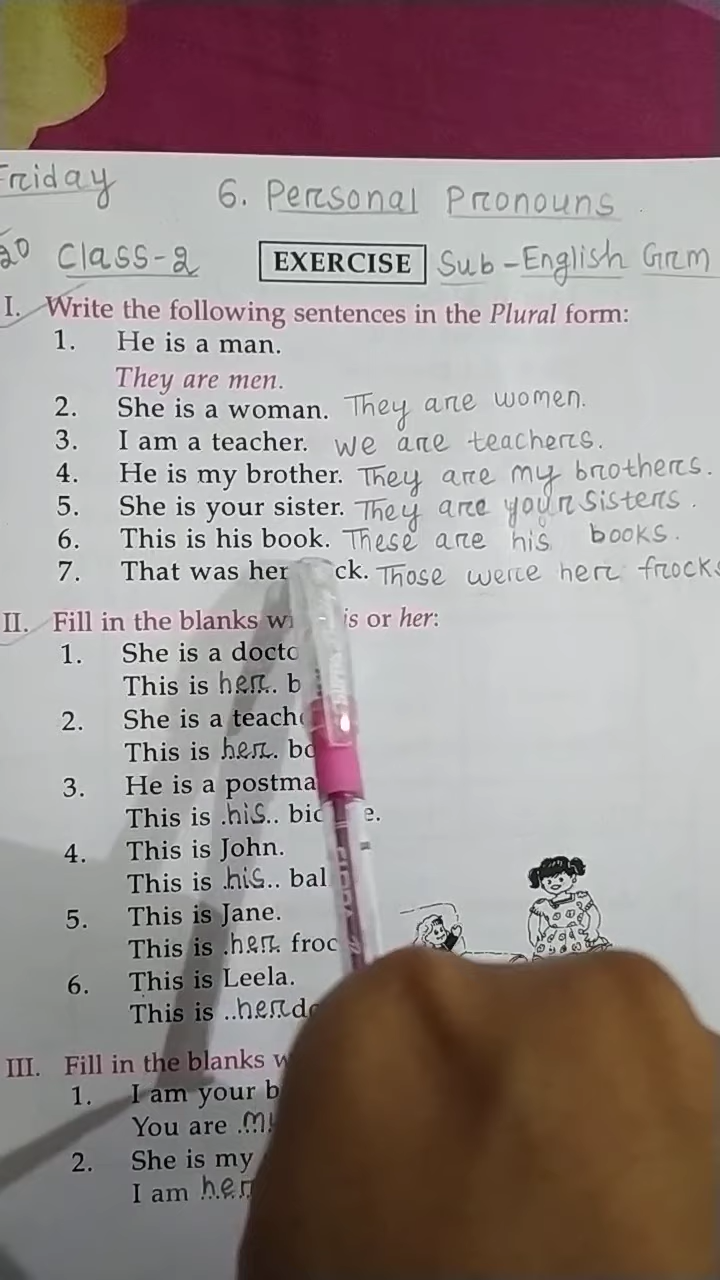 Friday 6. Personal Pronouns
20 Class-2 EXERCISE Sub-English Grm
I. Write the following sentences in the Plural form:
1. He is a man.
They are men.
2. She is a woman. They are women.
3. I am a teacher. We are teachers.
4. He is my brother. They are my brothers.
5. She is your sister. They are your sisters.
6. This is his book. These are his books.
7. That was her ck. Those were her frocks
II. Fill in the blanks is or her:
1. She is a
This is her..
2. She is a
This is her.
3. He is a
This is .his..
4. This is John.
This is .his..
5. This is Jane.
This is .her.
6. This is Leela.
This is ..her
III. Fill in the blanks
1. I am your
You are
2. She is my
I am her